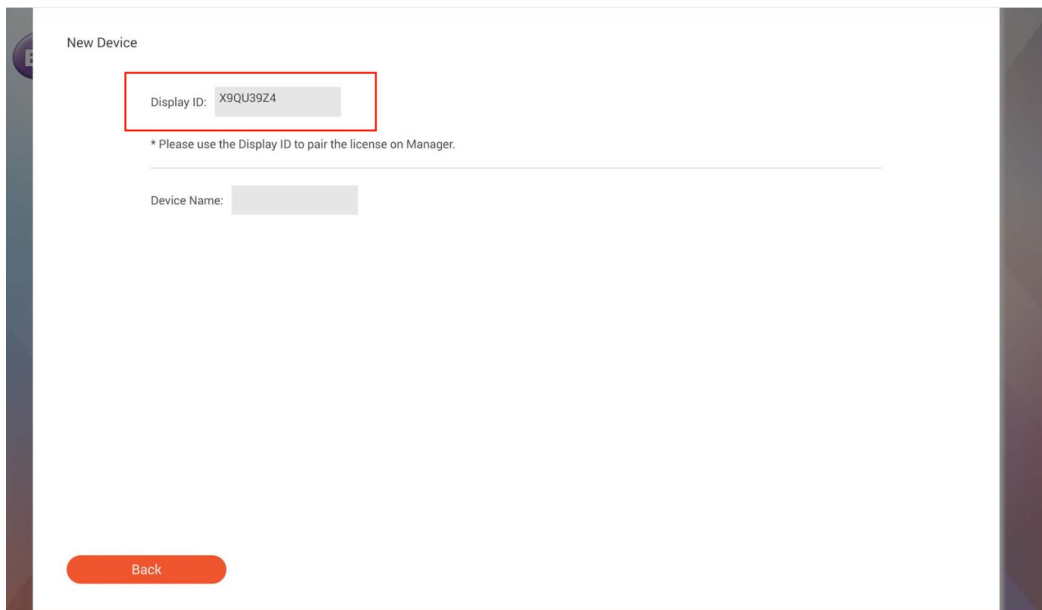 New Device
Display ID: X9QU39Z4
* Please use the Display ID to pair the license on Manager.
Device Name:
Back